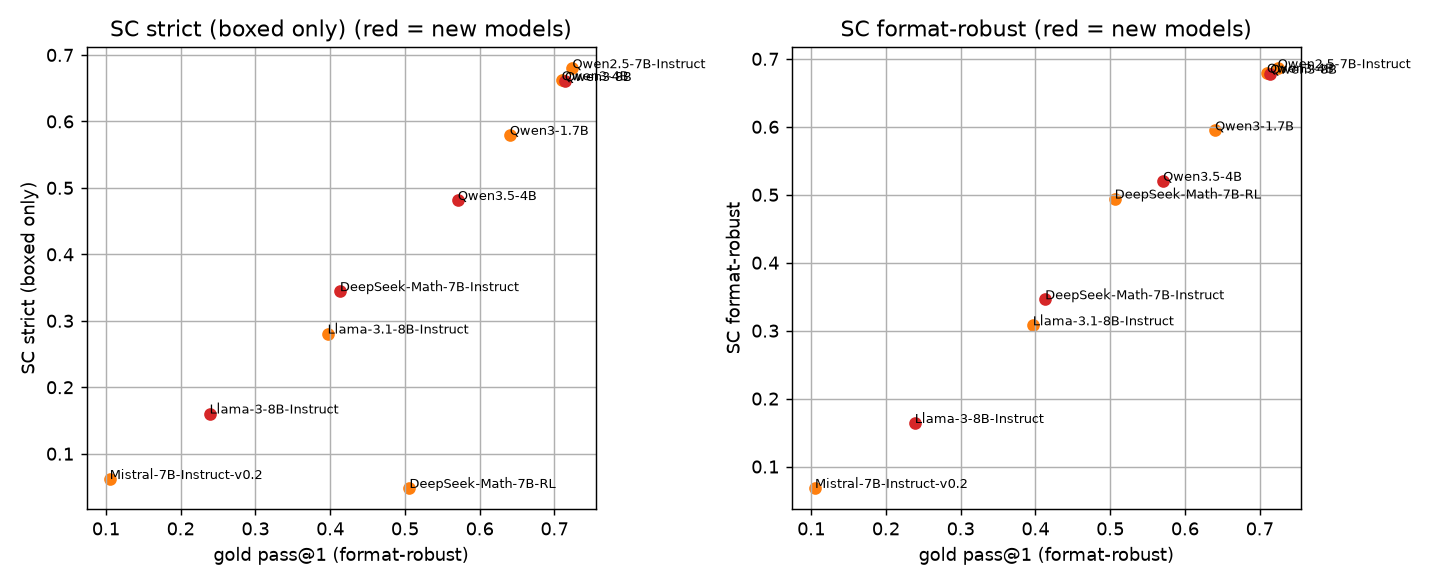 SC strict (boxed only) (red = new models)
SC strict (boxed only)
0.7
0.6
0.5
0.4
0.3
0.2
0.1
Qwen2.5-7B-Instruct
Qwen3-8B
Qwen3-1.7B
Qwen3.5-4B
DeepSeek-Math-7B-Instruct
Llama-3.1-8B-Instruct
Llama-3-8B-Instruct
Mistral-7B-Instruct-v0.2
DeepSeek-Math-7B-RL
0.1 0.2 0.3 0.4 0.5 0.6 0.7
gold pass@1 (format-robust)
SC format-robust (red = new models)
SC format-robust
0.7
0.6
0.5
0.4
0.3
0.2
0.1
Qwen2.5-7B-Instruct
Qwen3-8B
Qwen3-1.7B
Qwen3.5-4B
DeepSeek-Math-7B-RL
DeepSeek-Math-7B-Instruct
Llama-3.1-8B-Instruct
Llama-3-8B-Instruct
Mistral-7B-Instruct-v0.2
0.1 0.2 0.3 0.4 0.5 0.6 0.7
gold pass@1 (format-robust)